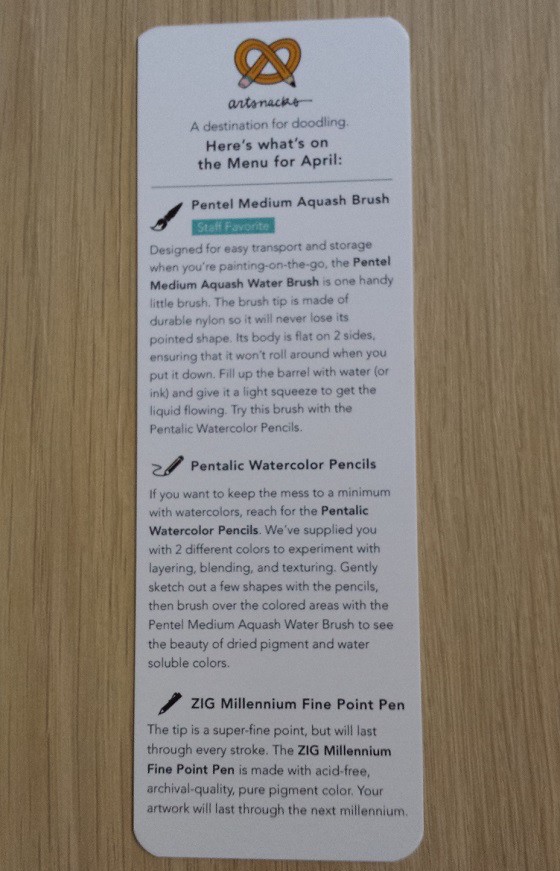 artsnacks
A destination for doodling.
Here's what's on
the Menu for April:
Pentel Medium Aquash Brush
Staff Favorite
Designed for easy transport and storage
when you're painting-on-the-go, the Pentel
Medium Aquash Water Brush is one handy
little brush. The brush tip is made of
durable nylon so it will never lose its
pointed shape. Its body is flat on 2 sides,
ensuring that it won't roll around when you
put it down. Fill up the barrel with water (or
ink) and give it a light squeeze to get the
liquid flowing. Try this brush with the
Pentalic Watercolor Pencils.
Pentalic Watercolor Pencils
If you want to keep the mess to a minimum
with watercolors, reach for the Pentalic
Watercolor Pencils. We've supplied you
with 2 different colors to experiment with
layering, blending, and texturing. Gently
sketch out a few shapes with the pencils,
then brush over the colored areas with the
Pentel Medium Aquash Water Brush to see
the beauty of dried pigment and water
soluble colors.
ZIG Millennium Fine Point Pen
The tip is a super-fine point, but will last
through every stroke. The ZIG Millennium
Fine Point Pen is made with acid-free,
archival-quality, pure pigment color. Your
artwork will last through the next millennium.